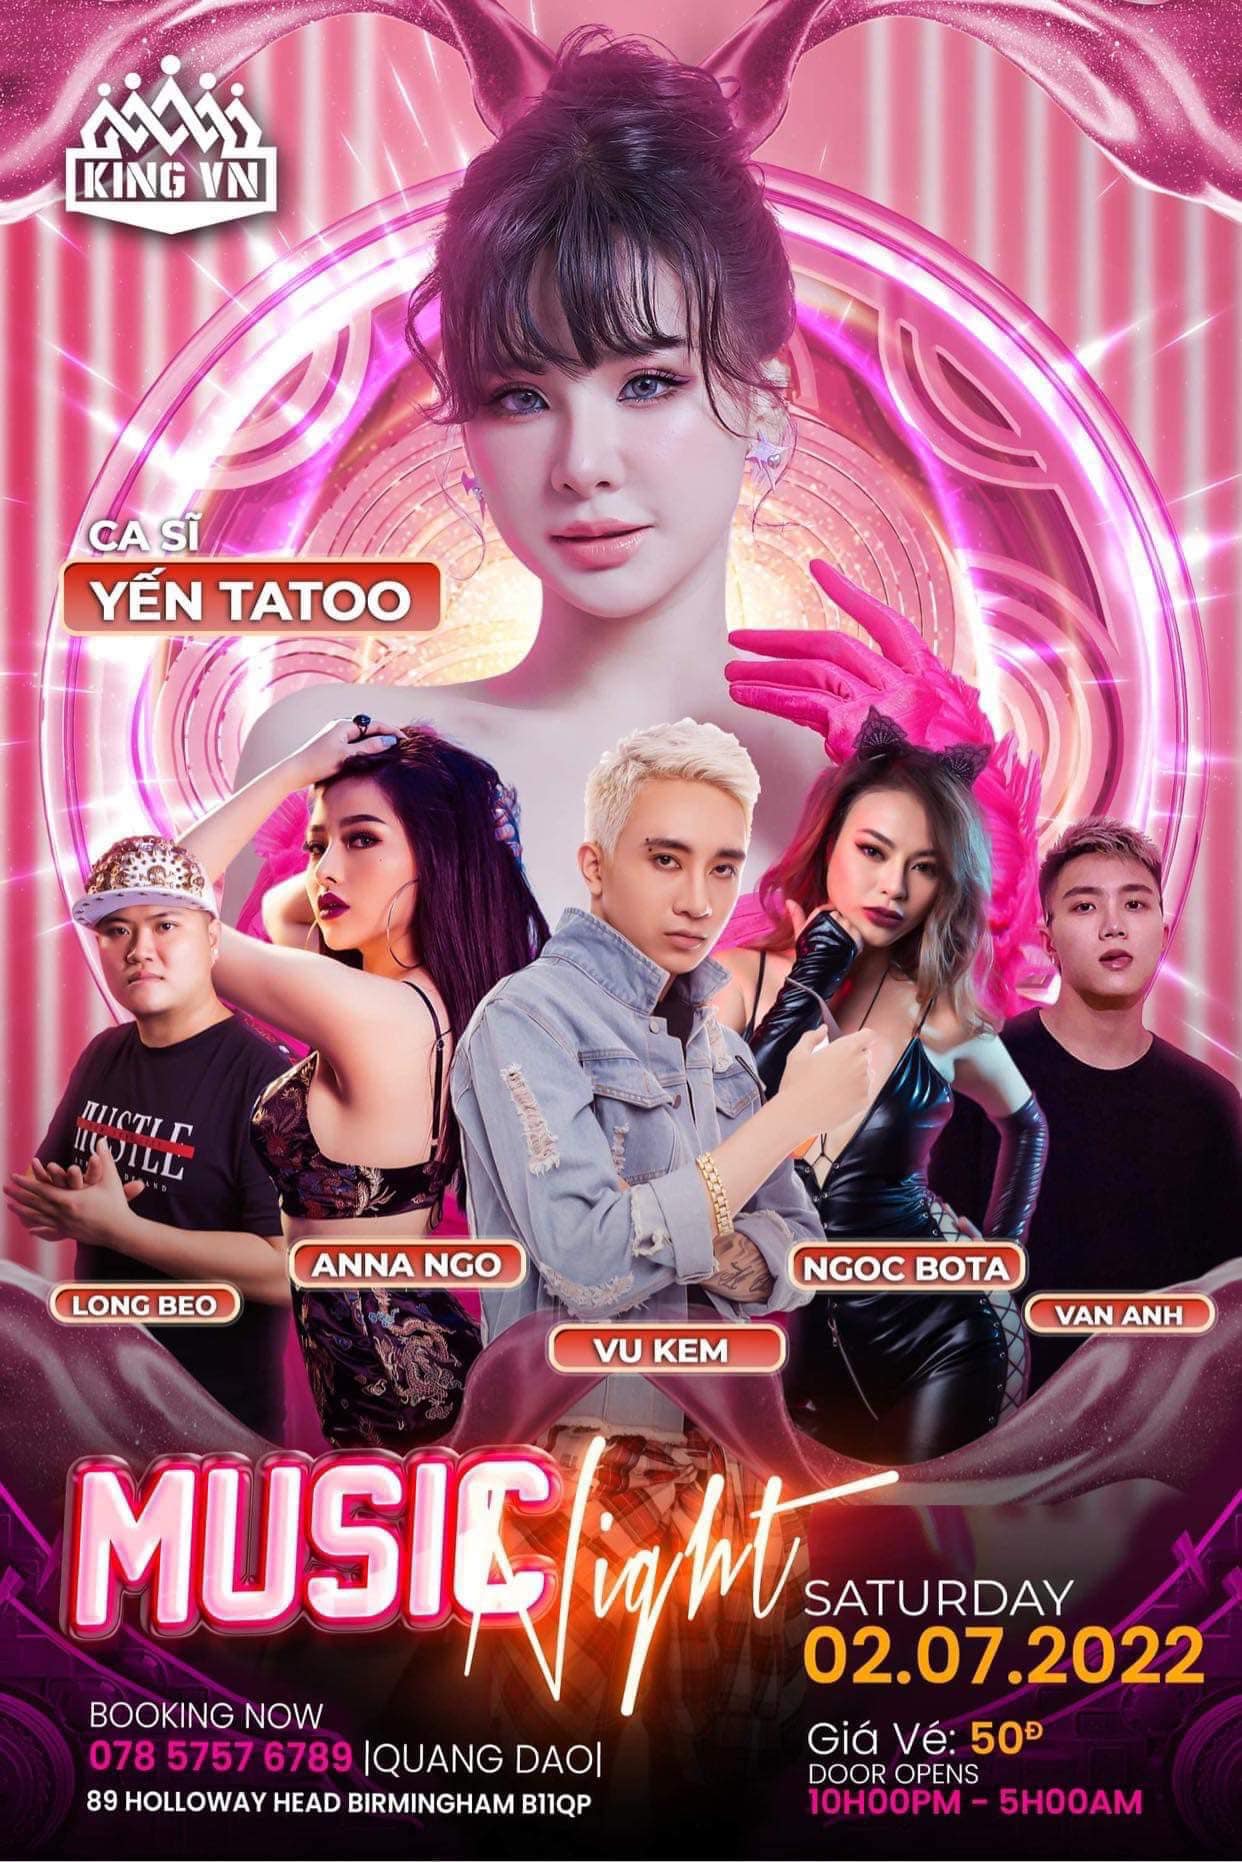 KING VN
CA SĨ
YẾN TATOO
HUSTLE
LONG BEO
ANNA NGO
VU KEM
NGOC BOTA
VAN ANH
MUSIC Night
SATURDAY
02.07.2022
BOOKING NOW
078 5757 6789 |QUANG DAO|
89 HOLLOWAY HEAD BIRMINGHAM B11QP
Giá Vé: 50Đ
DOOR OPENS
10H00PM - 5H00AM